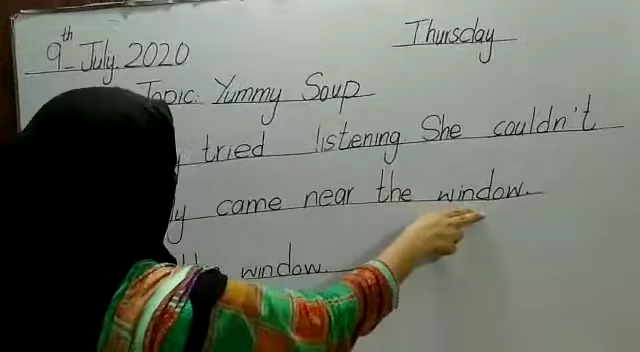 9th July. 2020 Thursday
Topic: Yummy Soup
tried listening. She couldn't
came near the window.
window.